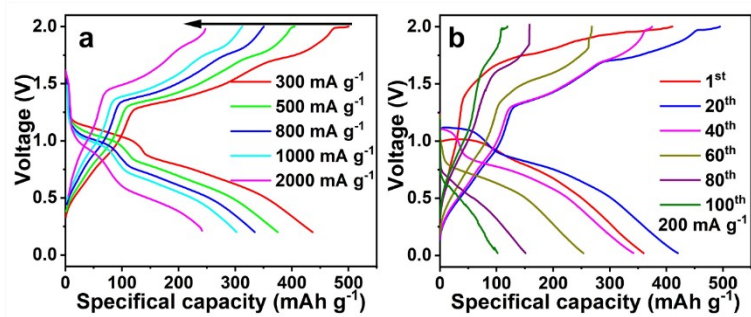 a
2.0
1.5
1.0
0.5
0.0
Voltage (V)
300 mA g-1
500 mA g-1
800 mA g-1
1000 mA g-1
2000 mA g-1
0 100 200 300 400 500
Specifical capacity (mAh g-1)
b
2.0
1.5
1.0
0.5
0.0
Voltage (V)
1st
20th
40th
60th
80th
100th
200 mA g-1
0 100 200 300 400 500
Specifical capacity (mAh g-1)